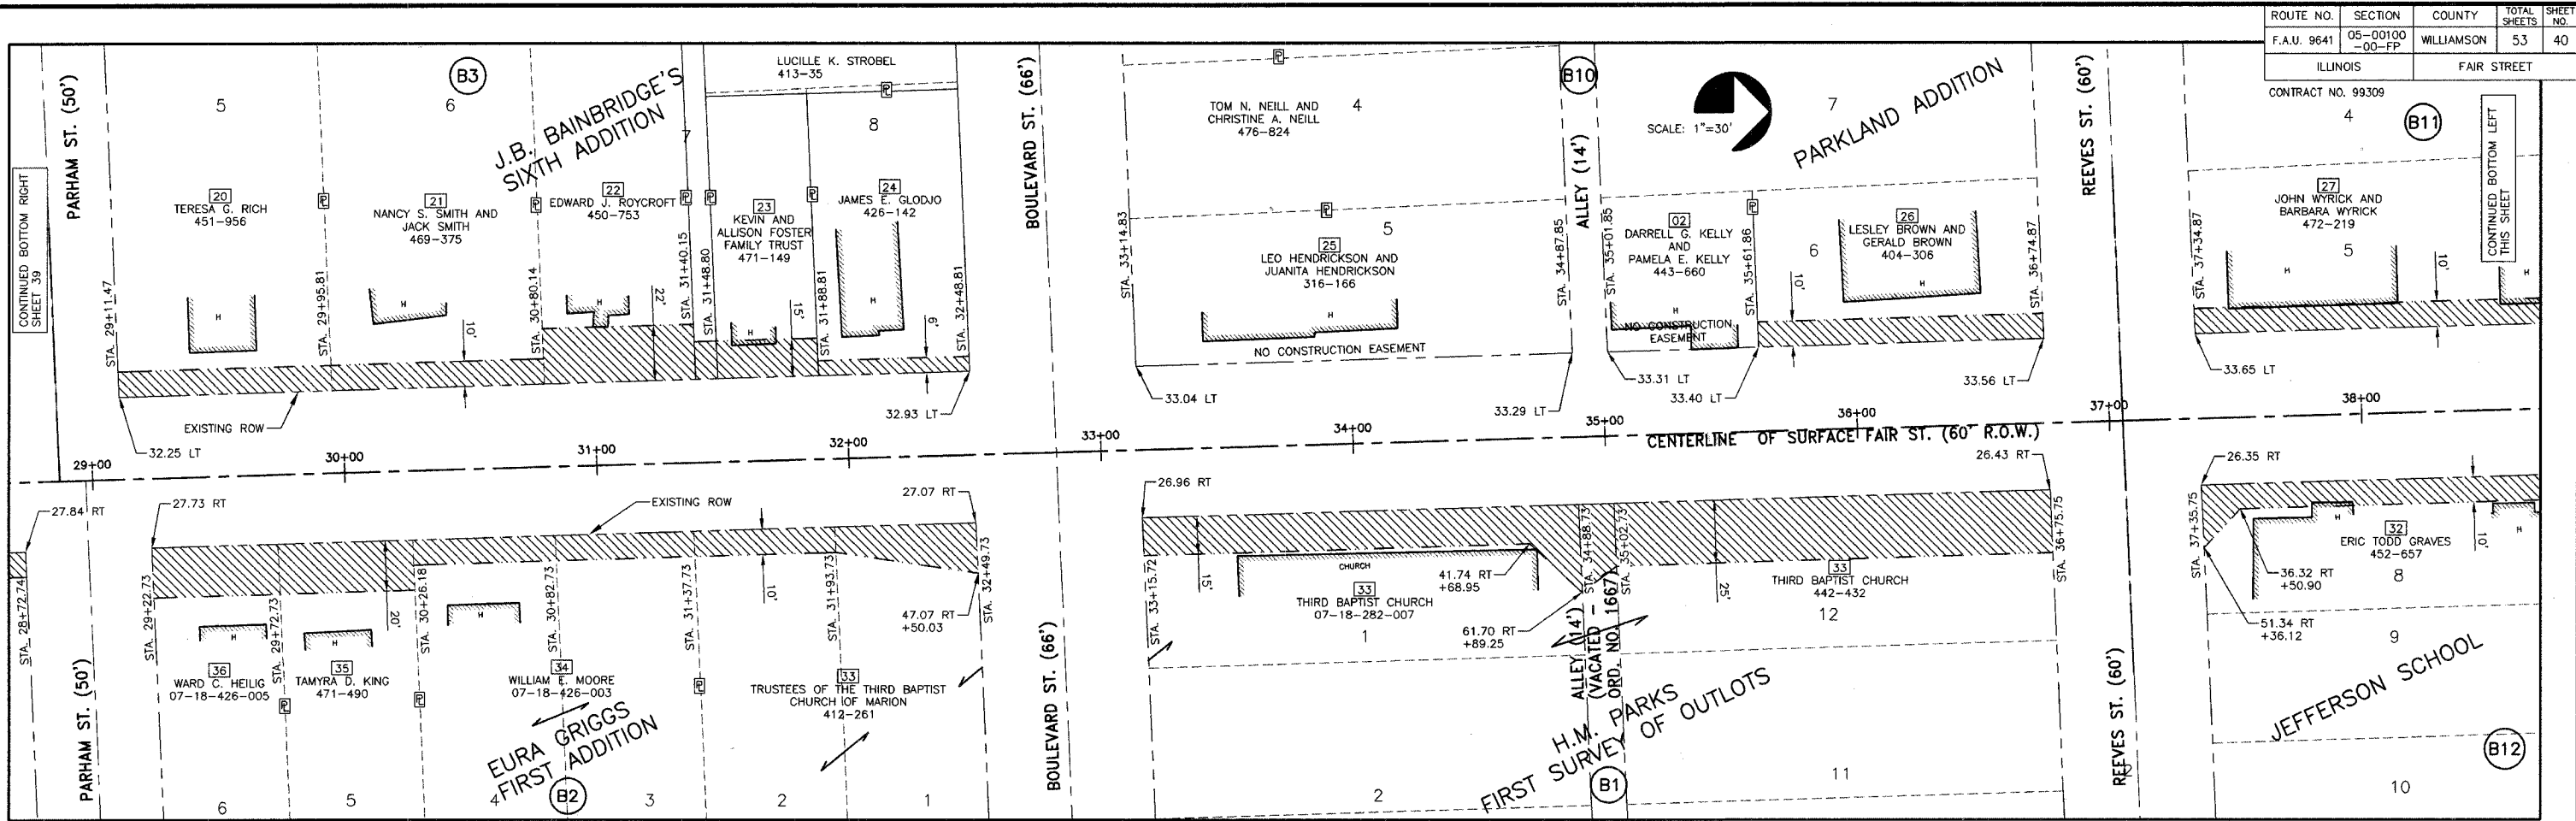 ROUTE NO. SECTION COUNTY TOTAL SHEETS SHEET NO.
F.A.U. 9641 05-00100 -00-FP WILLIAMSON 53 40
ILLINOIS FAIR STREET
CONTRACT NO. 99309
CONTINUED BOTTOM RIGHT
SHEET 39
PARHAM ST. (50')
5
B3
6
J.B. BAINBRIDGE'S
SIXTH ADDITION
7
LUCILLE K. STROBEL
413-35
8
BOULEVARD ST. (66')
TOM N. NEILL AND
CHRISTINE A. NEILL
476-824
4
B10
ALLEY (14')
SCALE: 1"=30'
7
PARKLAND ADDITION
REEVES ST. (60')
4
B11
CONTINUED BOTTOM LEFT
THIS SHEET
20
TERESA G. RICH
451-956
21
NANCY S. SMITH AND
JACK SMITH
469-375
22
EDWARD J. ROYCROFT
450-753
23
KEVIN AND
ALLISON FOSTER
FAMILY TRUST
471-149
24
JAMES E. GLODJO
426-142
5
25
LEO HENDRICKSON AND
JUANITA HENDRICKSON
316-166
02
DARRELL G. KELLY
AND
PAMELA E. KELLY
443-660
6
26
LESLEY BROWN AND
GERALD BROWN
404-306
27
JOHN WYRICK AND
BARBARA WYRICK
472-219
5
STA. 29+11.47
STA. 29+95.81
STA. 30+80.14
STA. 31+40.15
STA. 31+48.80
STA. 31+88.81
STA. 32+48.81
STA. 33+14.83
STA. 34+87.85
STA. 35+01.85
STA. 35+61.86
STA. 36+74.87
STA. 37+34.87
H
H
H
H
H
H
H
H
H
H
10'
22'
15'
6'
10'
10'
NO CONSTRUCTION EASEMENT
NO CONSTRUCTION
EASEMENT
EXISTING ROW
32.25 LT
32.93 LT
33.04 LT
33.29 LT
33.31 LT
33.40 LT
33.56 LT
33.65 LT
29+00
30+00
31+00
32+00
33+00
34+00
35+00
36+00
37+00
38+00
CENTERLINE OF SURFACE FAIR ST. (60' R.O.W.)
27.84 RT
27.73 RT
EXISTING ROW
27.07 RT
26.96 RT
26.43 RT
26.35 RT
STA. 28+72.74
STA. 29+22.73
STA. 29+72.73
STA. 30+26.18
STA. 30+82.73
STA. 31+37.73
STA. 31+93.73
STA. 32+49.73
STA. 33+15.72
STA. 34+88.73
STA. 35+02.73
STA. 36+75.75
STA. 37+35.75
20'
10'
15'
25'
10'
H
H
H
CHURCH
H
H
47.07 RT
+50.03
41.74 RT
+68.95
61.70 RT
+89.25
36.32 RT
+50.90
51.34 RT
+36.12
PARHAM ST. (50')
36
WARD C. HEILIG
07-18-426-005
35
TAMYRA D. KING
471-490
34
WILLIAM E. MOORE
07-18-426-003
33
TRUSTEES OF THE THIRD BAPTIST
CHURCH OF MARION
412-261
33
THIRD BAPTIST CHURCH
07-18-282-007
1
33
THIRD BAPTIST CHURCH
442-432
12
32
ERIC TODD GRAVES
452-657
8
9
EURA GRIGGS
FIRST ADDITION
B2
6
5
4
3
2
1
BOULEVARD ST. (66')
2
ALLEY (14')
(VACATED -
ORD. NO. 1667)
H.M. PARKS
FIRST SURVEY OF OUTLOTS
B1
11
REEVES ST. (60')
JEFFERSON SCHOOL
B12
10